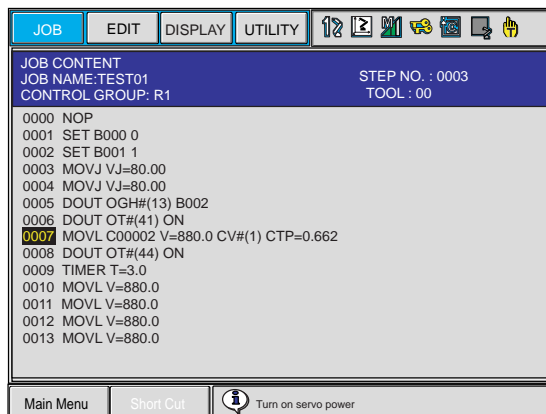 JOB EDIT DISPLAY UTILITY
JOB CONTENT
JOB NAME:TEST01 STEP NO. : 0003
CONTROL GROUP: R1 TOOL : 00
0000 NOP
0001 SET B000 0
0002 SET B001 1
0003 MOVJ VJ=80.00
0004 MOVJ VJ=80.00
0005 DOUT OGH#(13) B002
0006 DOUT OT#(41) ON
0007 MOVL C00002 V=880.0 CV#(1) CTP=0.662
0008 DOUT OT#(44) ON
0009 TIMER T=3.0
0010 MOVL V=880.0
0011 MOVL V=880.0
0012 MOVL V=880.0
0013 MOVL V=880.0
Main Menu Short Cut Turn on servo power